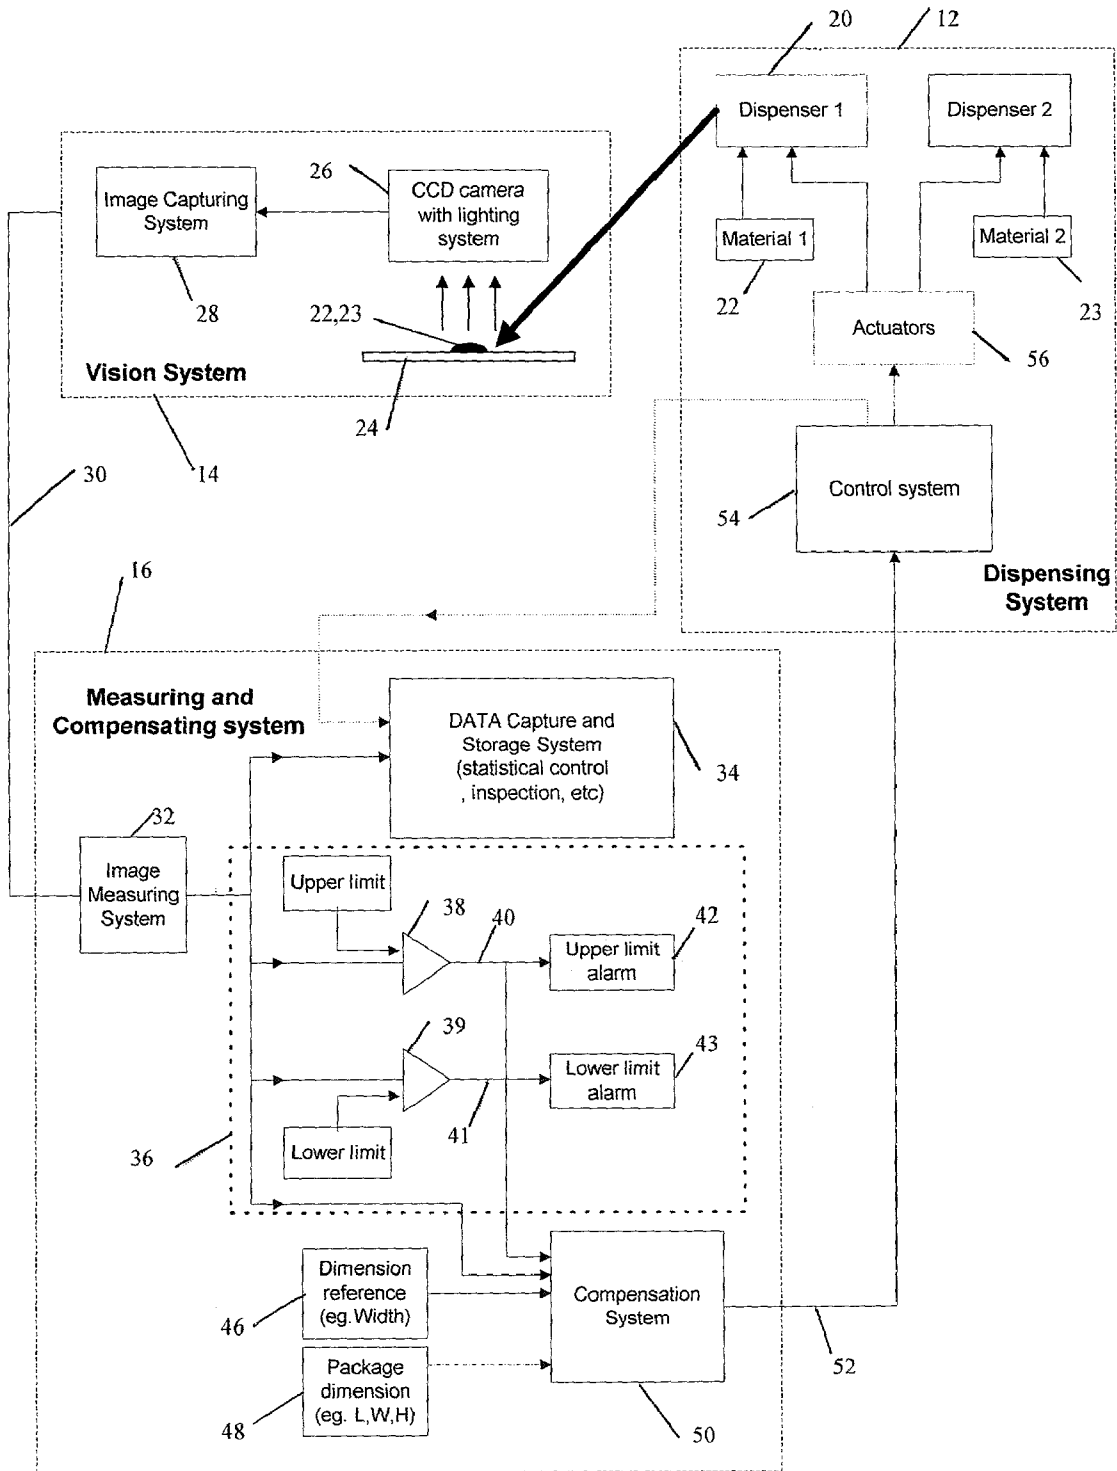 20
12
Dispenser 1
Dispenser 2
26
Image Capturing
System
CCD camera
with lighting
system
Material 1
Material 2
28
22,23
22
23
Actuators
56
Vision System
24
14
30
54
Control system
16
Dispensing
System
Measuring and
Compensating system
DATA Capture and
Storage System
(statistical control
, inspection, etc)
34
32
Image
Measuring
System
Upper limit
38
40
42
Upper limit
alarm
39
43
Lower limit
alarm
41
36
Lower limit
Dimension
reference
(eg.Width)
46
Compensation
System
52
Package
dimension
(eg. L,W,H)
48
50